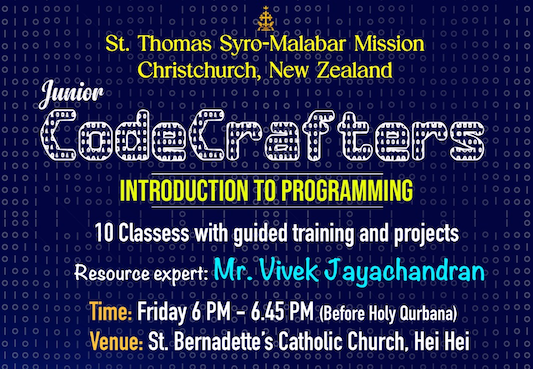 St. Thomas Syro-Malabar Mission
Christchurch, New Zealand
Junior
CodeCrafters
INTRODUCTION TO PROGRAMMING
10 Classess with guided training and projects
Resource expert: Mr. Vivek Jayachandran
Time: Friday 6 PM – 6.45 PM (Before Holy Qurbana)
Venue: St. Bernadette's Catholic Church, Hei Hei